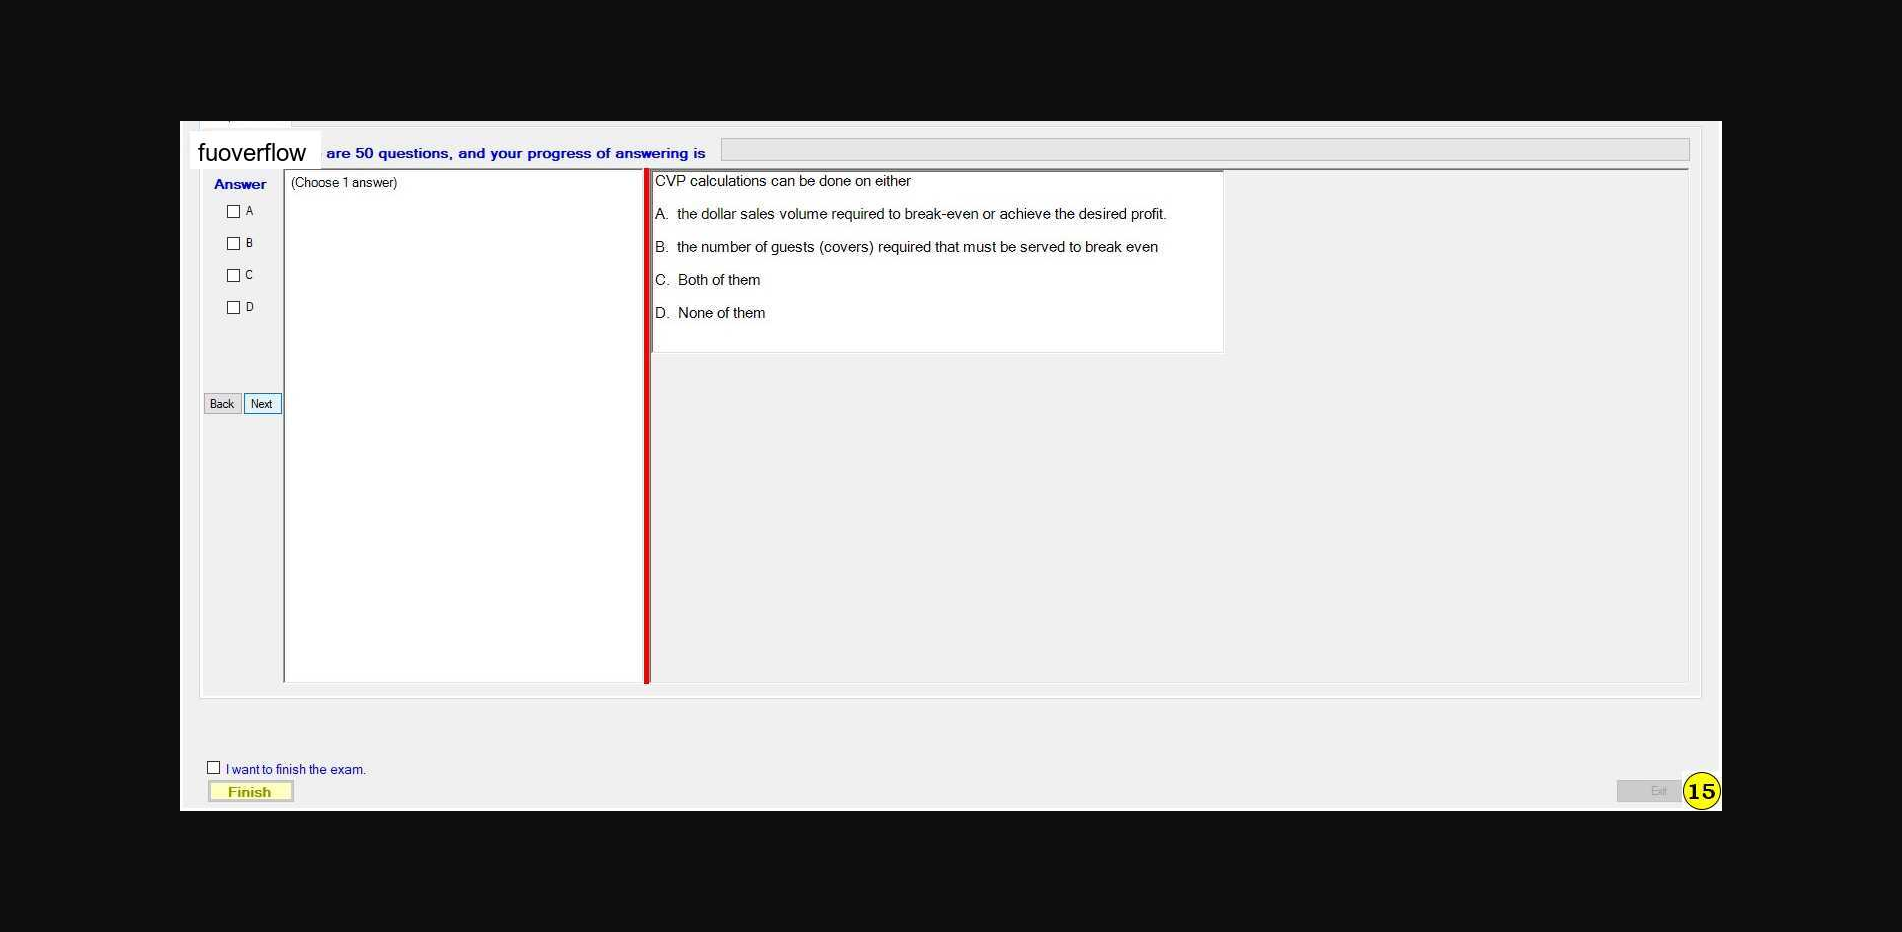 fuoverflow are 50 questions, and your progress of answering is
Answer
(Choose 1 answer)
A
B
C
D
Back Next
CVP calculations can be done on either
A. the dollar sales volume required to break-even or achieve the desired profit.
B. the number of guests (covers) required that must be served to break even
C. Both of them
D. None of them
I want to finish the exam.
Finish
Exit
15